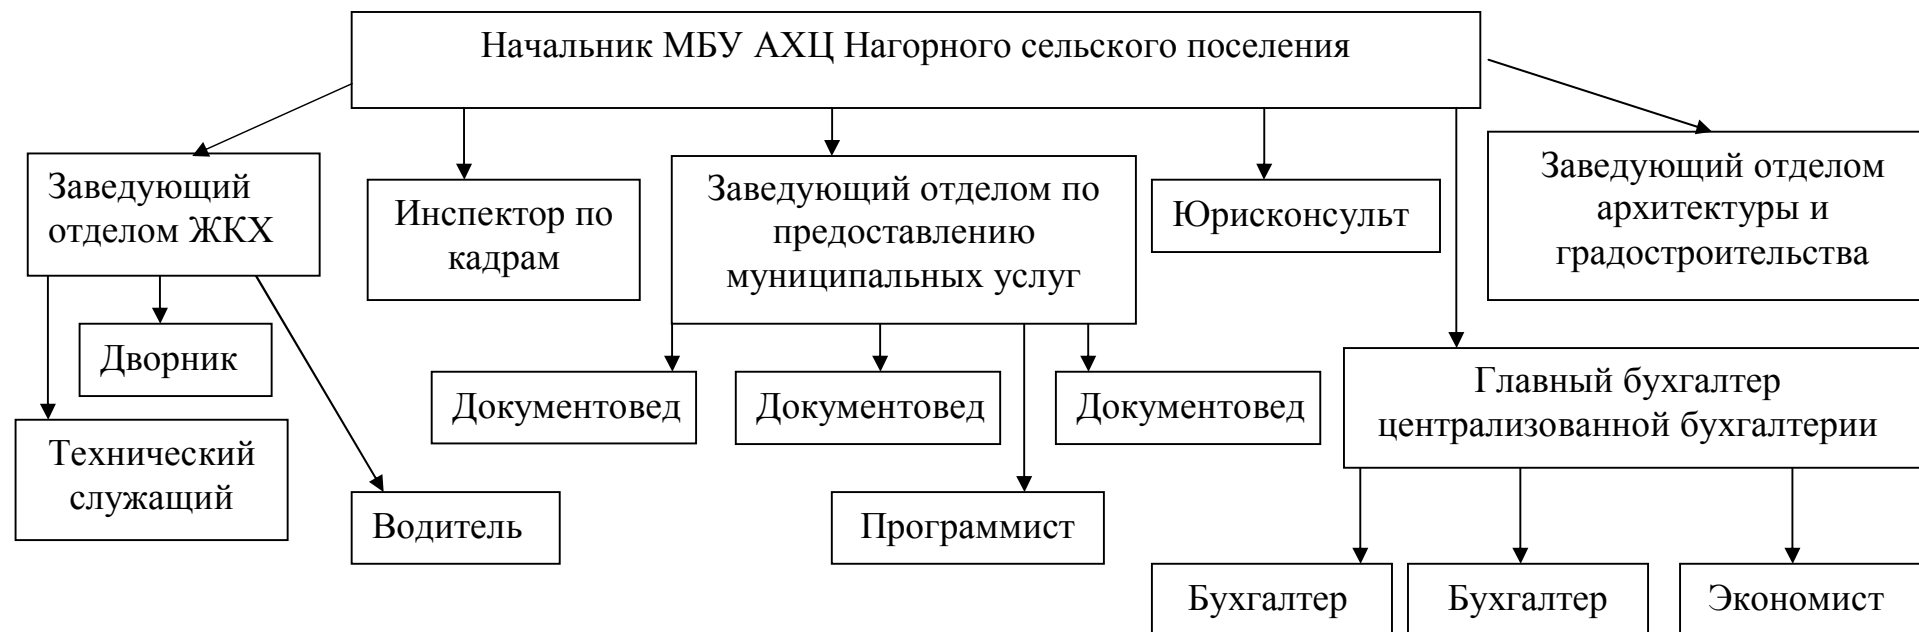 Начальник МБУ АХЦ Нагорного сельского поселения
Заведующий
отделом ЖКХ
Инспектор по
кадрам
Заведующий отделом по
предоставлению
муниципальных услуг
Юрисконсульт
Заведующий отделом
архитектуры и
градостроительства
Дворник
Документовед
Документовед
Документовед
Главный бухгалтер
централизованной бухгалтерии
Технический
служащий
Водитель
Программист
Бухгалтер
Бухгалтер
Экономист